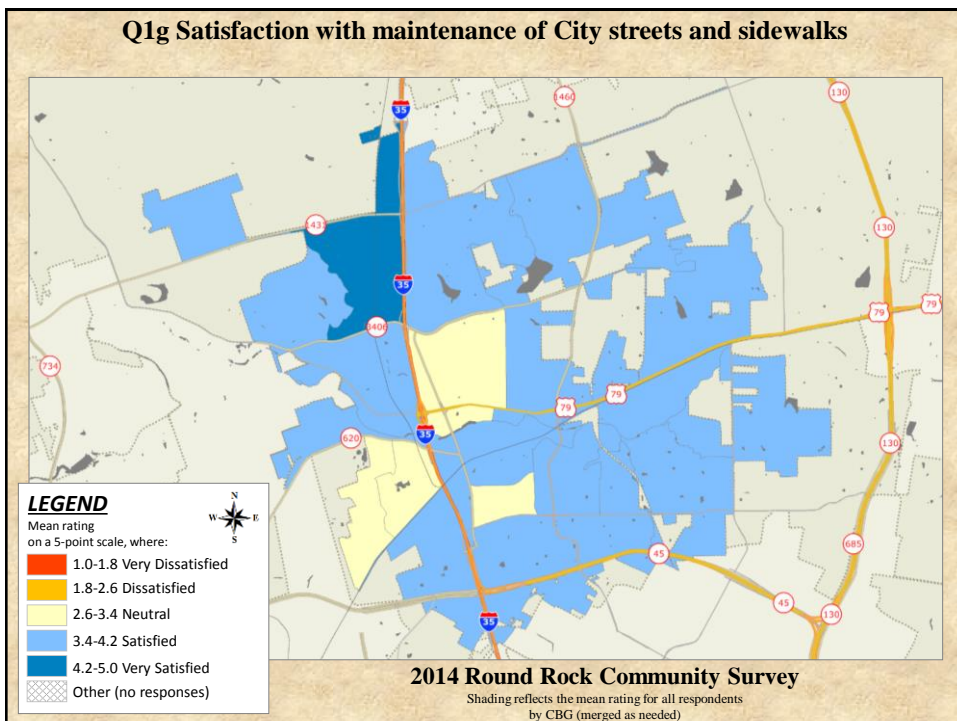 Q1g Satisfaction with maintenance of City streets and sidewalks
35
1460
130
1431
130
35
79
79
3406
734
79
79
620
35
130
45
685
45
130
35
LEGEND
N
W E
S
Mean rating
on a 5-point scale, where:
1.0-1.8 Very Dissatisfied
1.8-2.6 Dissatisfied
2.6-3.4 Neutral
3.4-4.2 Satisfied
4.2-5.0 Very Satisfied
Other (no responses)
2014 Round Rock Community Survey
Shading reflects the mean rating for all respondents
by CBG (merged as needed)